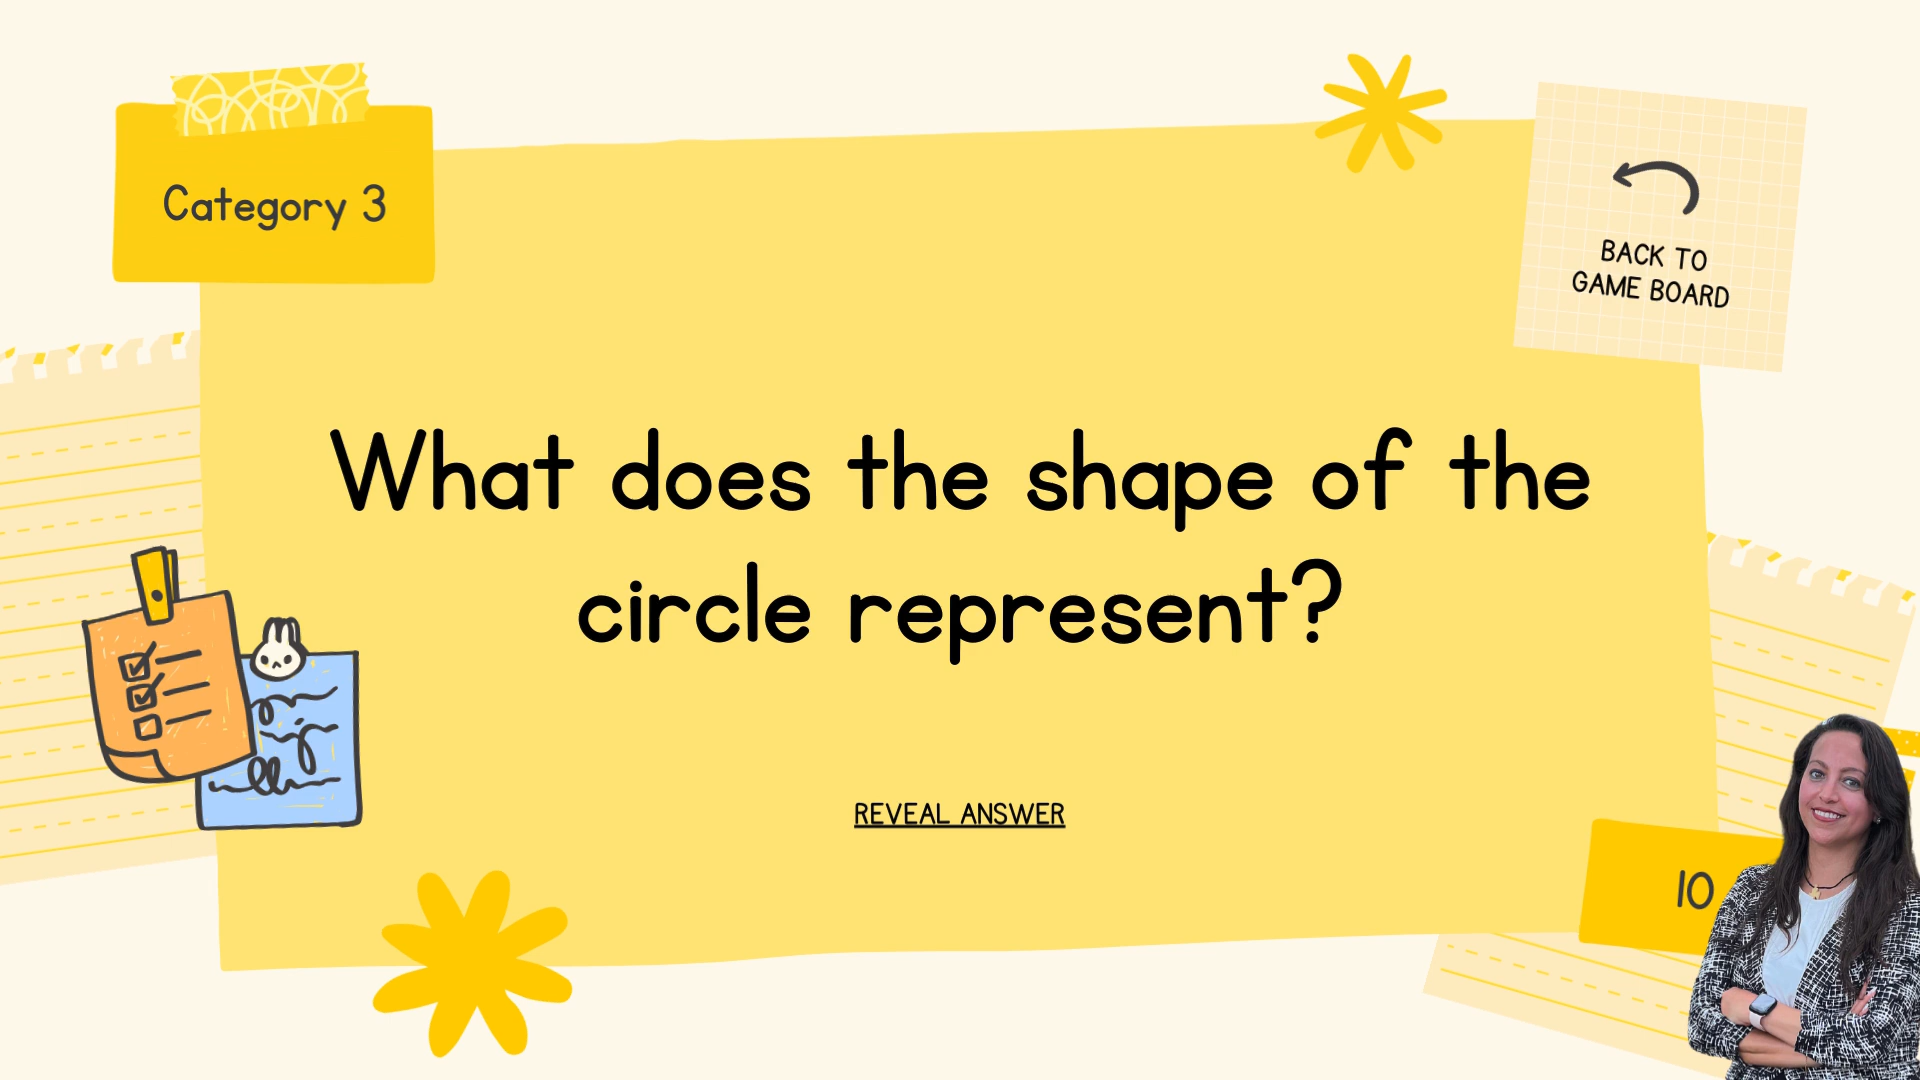 Category 3
BACK TO
GAME BOARD
What does the shape of the
circle represent?
REVEAL ANSWER
10